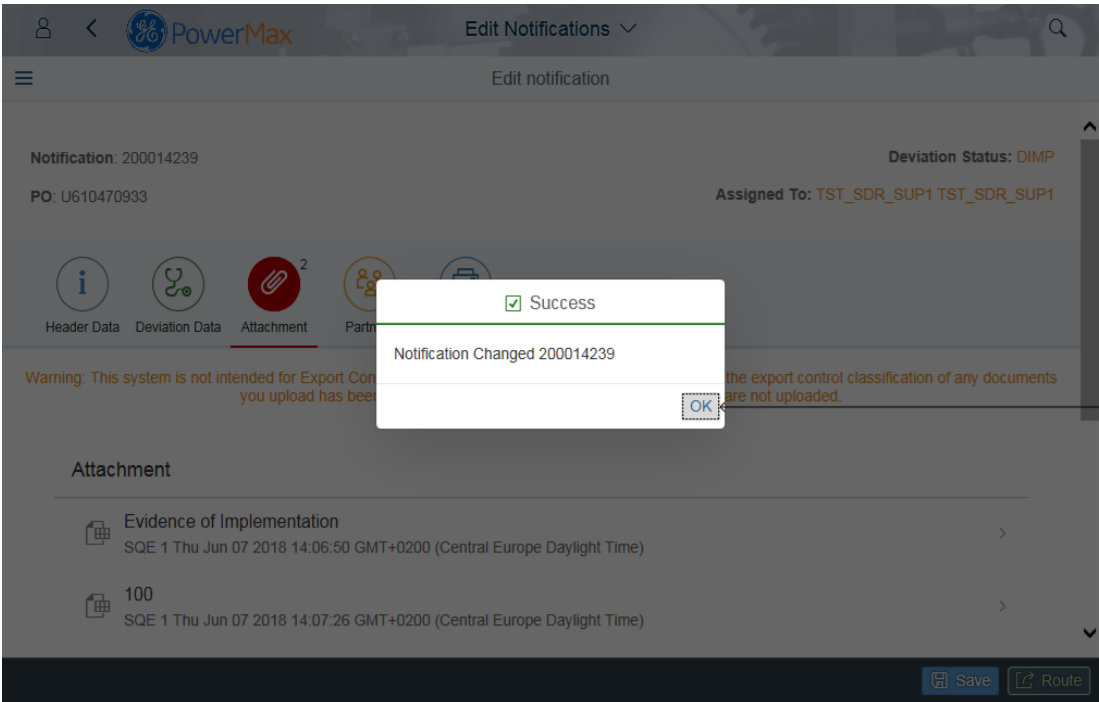 PowerMax
Edit Notifications
Edit notification
Notification: 200014239
Deviation Status: DIMP
PO: U610470933
Assigned To: TST_SDR_SUP1 TST_SDR_SUP1
2
Header Data
Deviation Data
Attachment
Partn
Success
Notification Changed 200014239
OK
Warning: This system is not intended for Export Con the export control classification of any documents
you upload has been are not uploaded.
Attachment
Evidence of Implementation
SQE 1 Thu Jun 07 2018 14:06:50 GMT+0200 (Central Europe Daylight Time)
100
SQE 1 Thu Jun 07 2018 14:07:26 GMT+0200 (Central Europe Daylight Time)
Save
Route